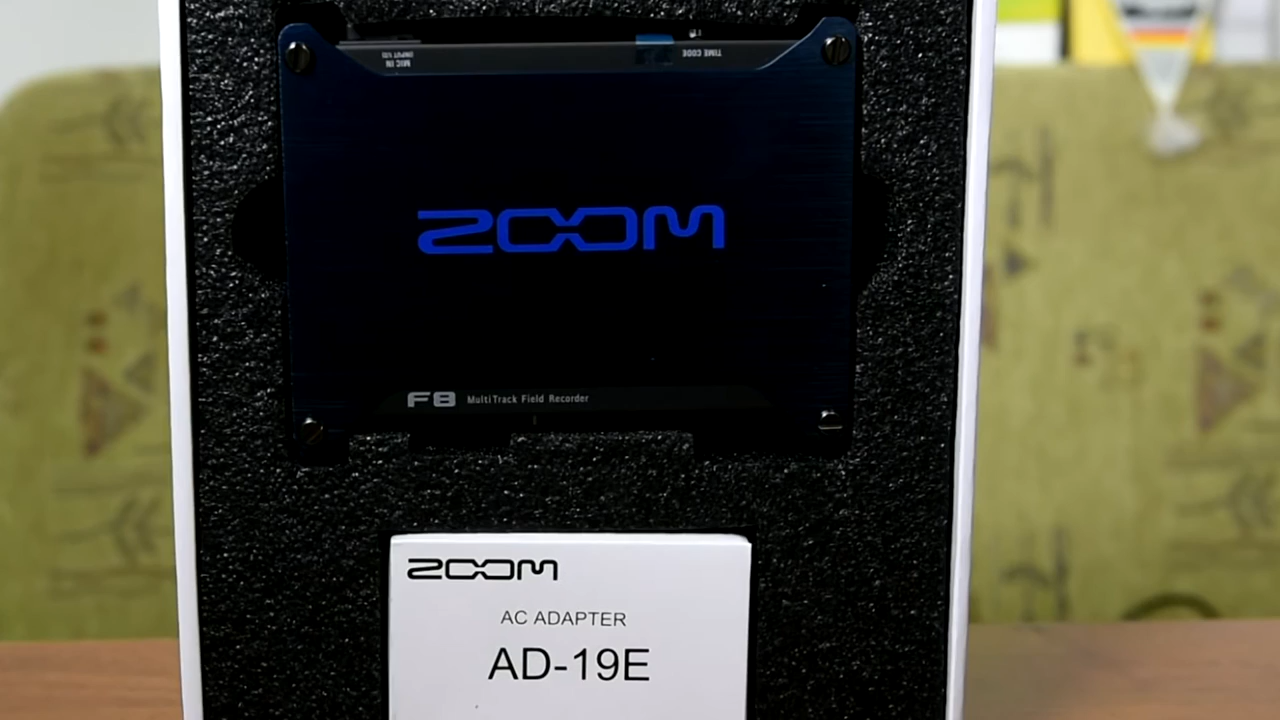 MIC IN
(INPUT 1/2)
TIME CODE
ZOOM
F8 MultiTrack Field Recorder
ZOOM
AC ADAPTER
AD-19E